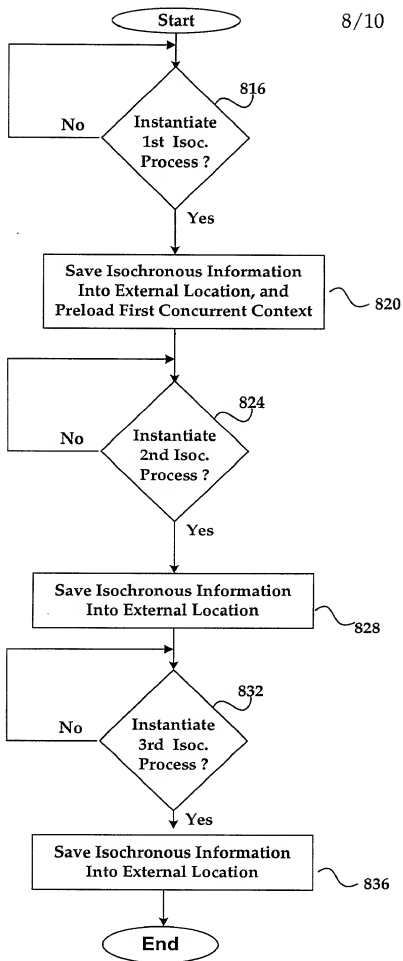 Start
8/10
816
Instantiate
1st Isoc.
Process ?
No
Yes
Save Isochronous Information
Into External Location, and
Preload First Concurrent Context
820
824
Instantiate
2nd Isoc.
Process ?
No
Yes
Save Isochronous Information
Into External Location
828
832
Instantiate
3rd Isoc.
Process ?
No
Yes
Save Isochronous Information
Into External Location
836
End